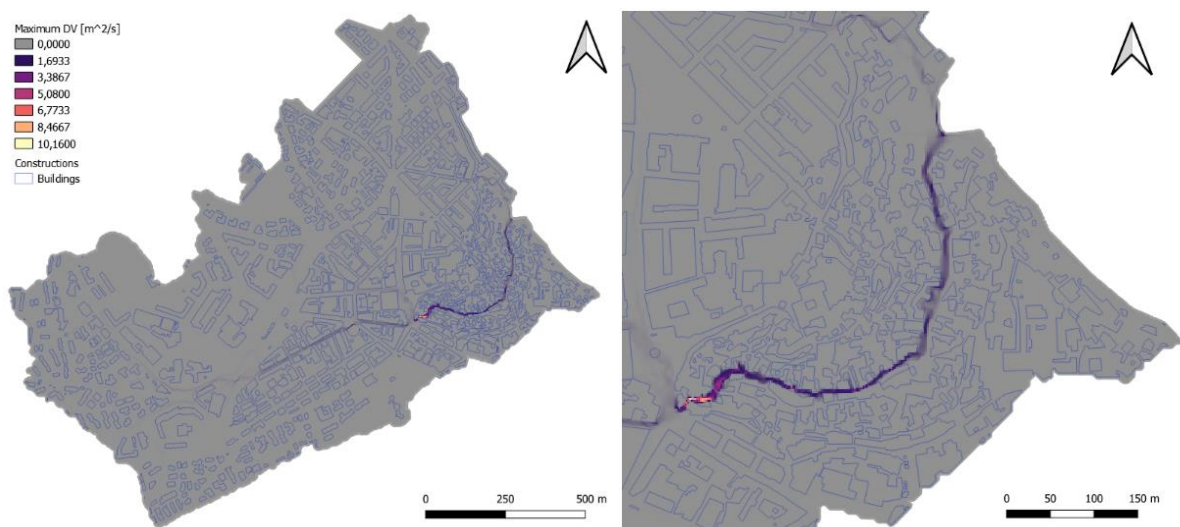 Maximum DV [m^2/s]
0,0000
1,6933
3,3867
5,0800
6,7733
8,4667
10,1600
Constructions
Buildings
0 250 500 m
0 50 100 150 m